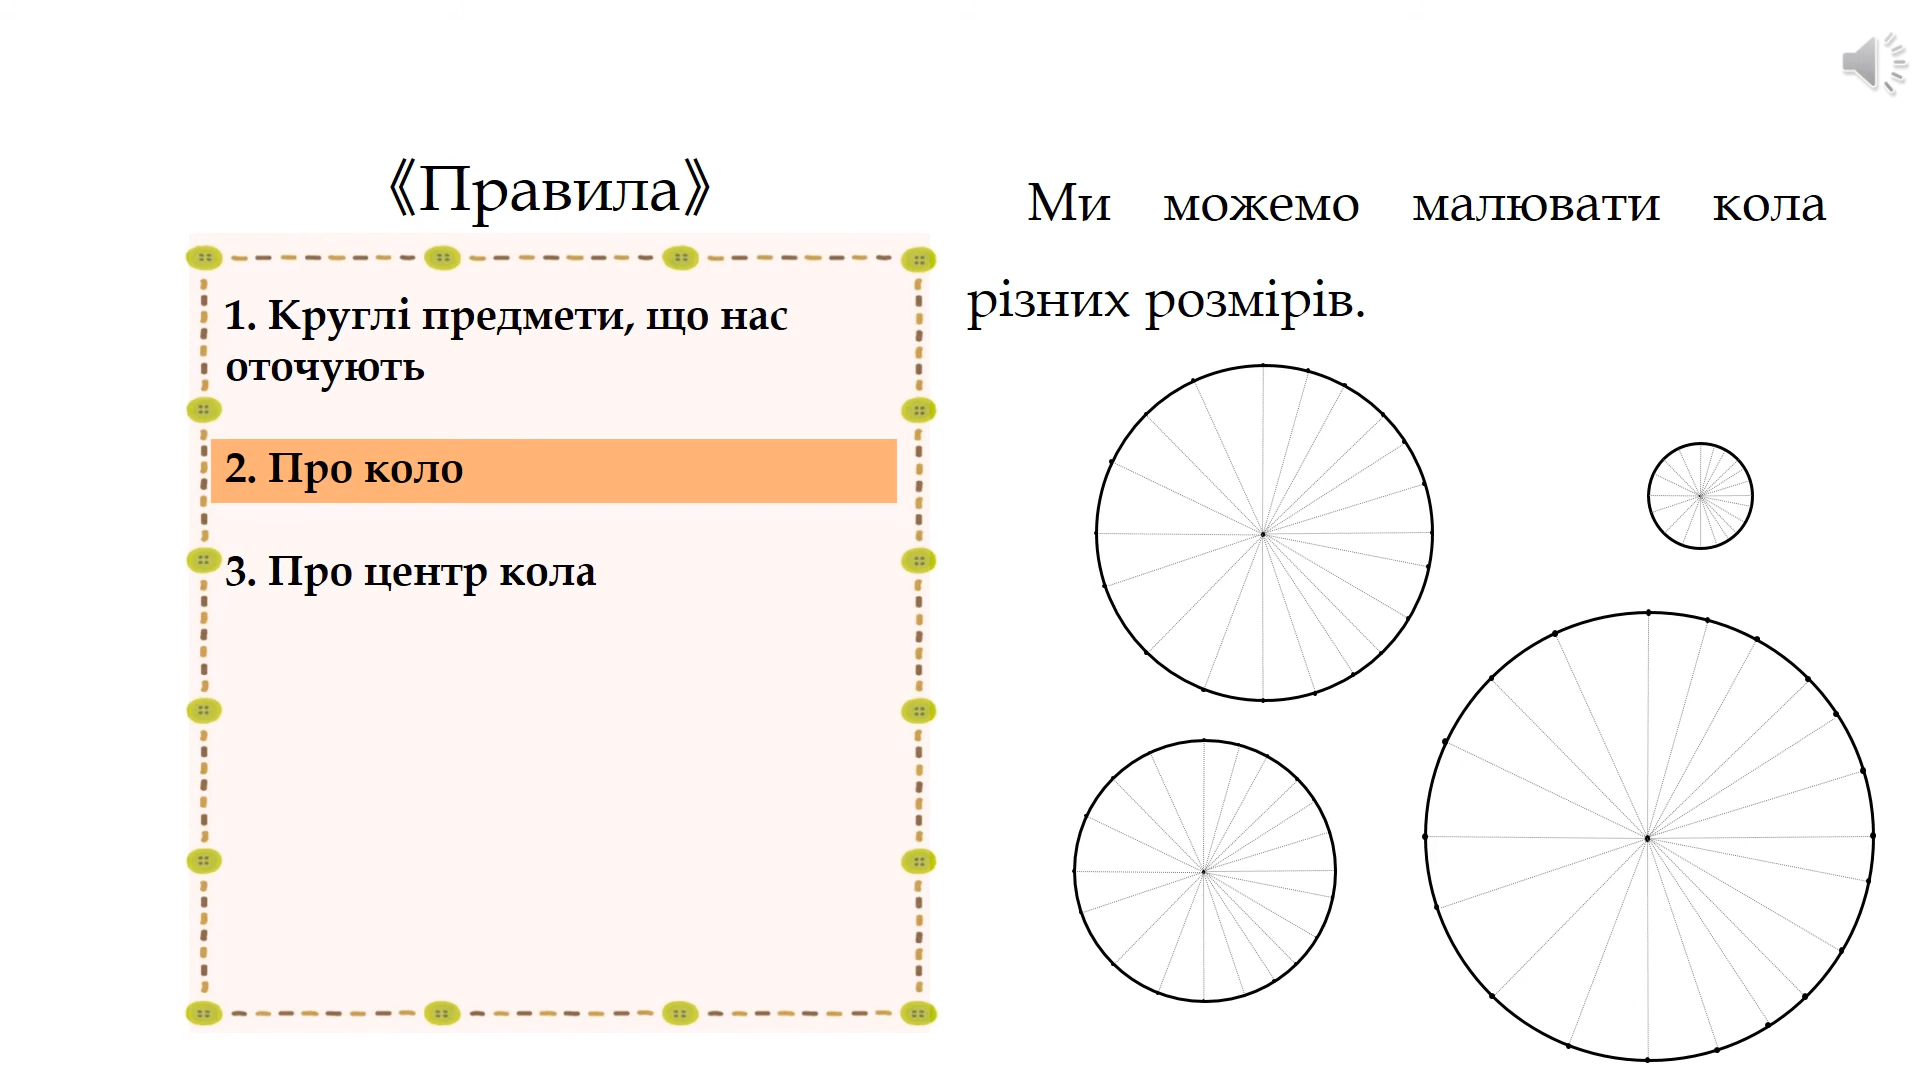 《Правила》
1. Круглі предмети, що нас
оточують
2. Про коло
3. Про центр кола
Ми можемо малювати кола
різних розмірів.